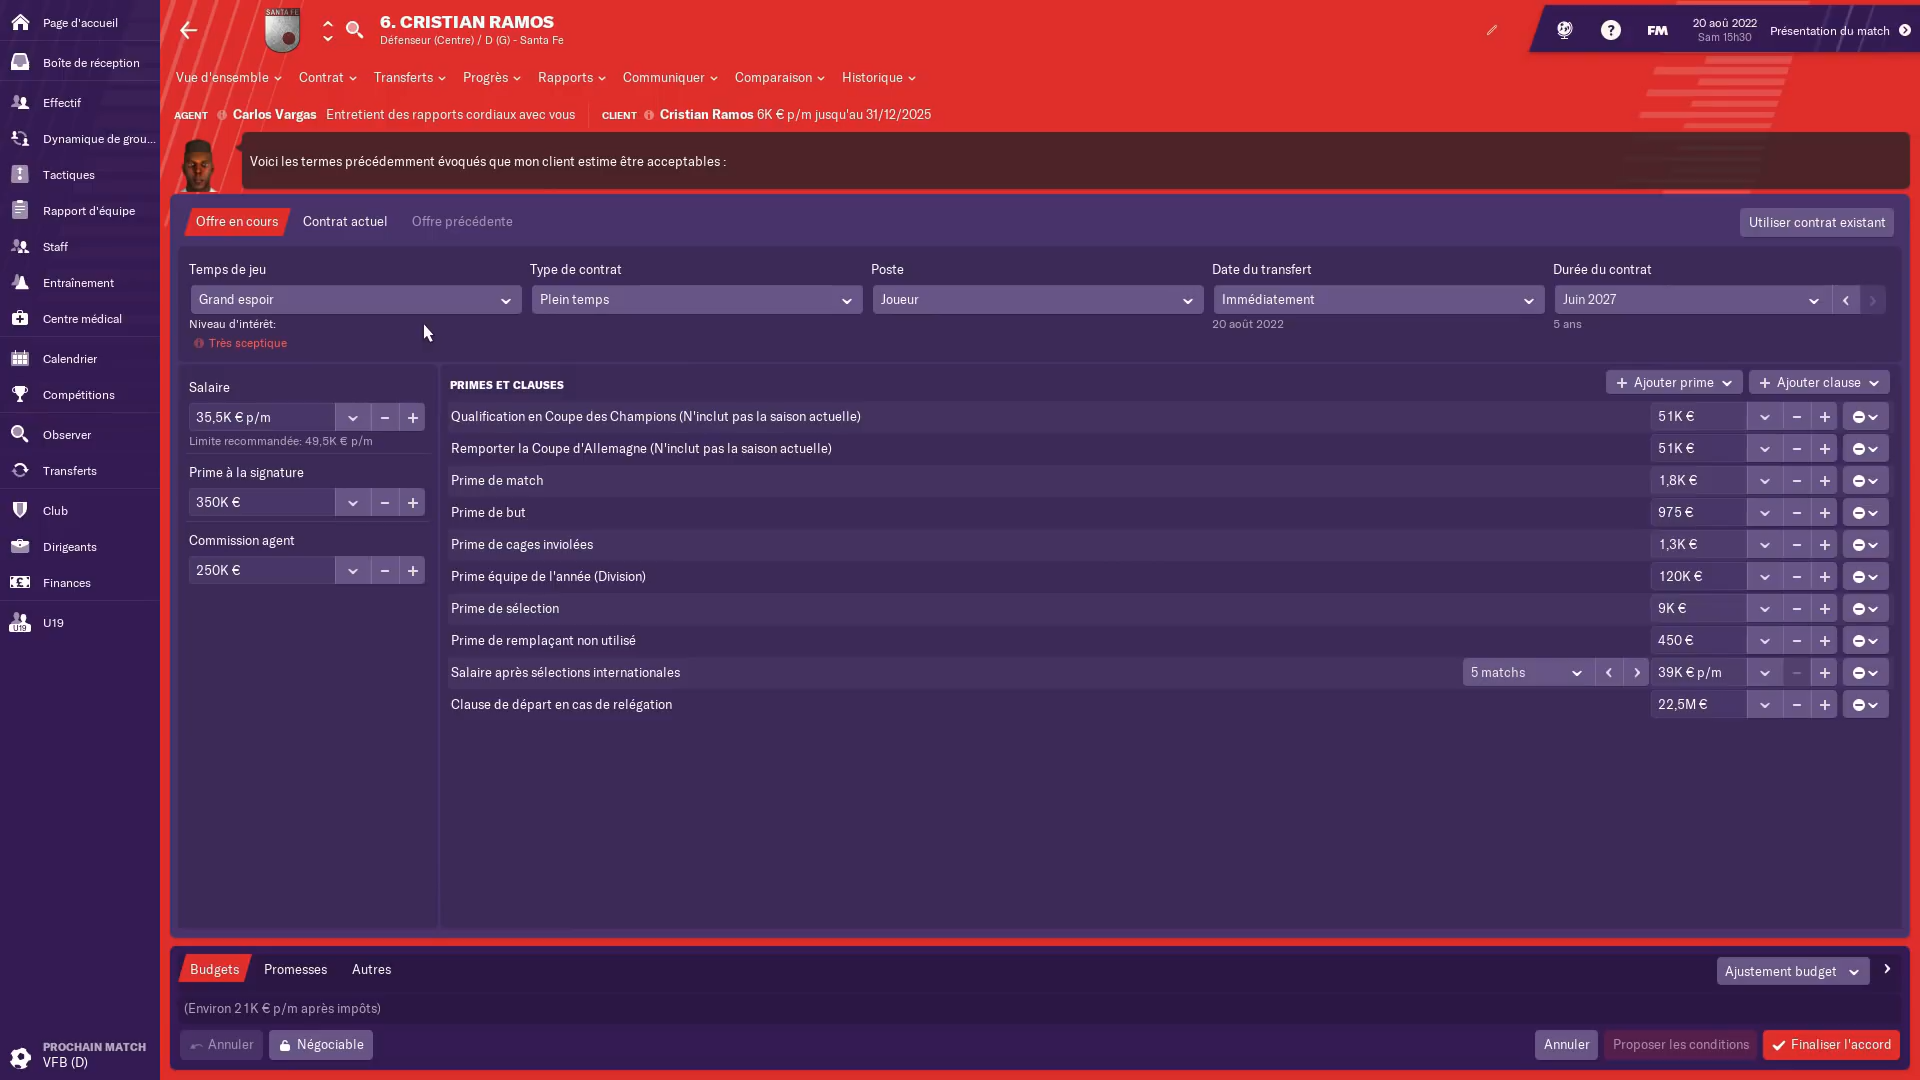 Page d'accueil
Boîte de réception
Effectif
Dynamique de grou...
Tactiques
Rapport d'équipe
Staff
Entraînement
Centre médical
Calendrier
Compétitions
Observer
Transferts
Club
Dirigeants
Finances
U19
U19
PROCHAIN MATCH
VFB (D)
SANTA FE
6. CRISTIAN RAMOS
Défenseur (Centre) / D (G) - Santa Fe
FM
20 aoû 2022
Sam 15h30
Présentation du match
Vue d'ensemble Contrat Transferts Progrès Rapports Communiquer Comparaison Historique
AGENT Carlos Vargas Entretient des rapports cordiaux avec vous CLIENT Cristian Ramos 6K € p/m jusqu'au 31/12/2025
Voici les termes précédemment évoqués que mon client estime être acceptables :
Offre en cours Contrat actuel Offre précédente Utiliser contrat existant
Temps de jeu Type de contrat Poste Date du transfert Durée du contrat
Grand espoir Plein temps Joueur Immédiatement Juin 2027
Niveau d'intérêt: 20 août 2022 5 ans
Très sceptique
Salaire
35,5K € p/m
Limite recommandée: 49,5K € p/m
Prime à la signature
350K €
Commission agent
250K €
PRIMES ET CLAUSES Ajouter prime Ajouter clause
Qualification en Coupe des Champions (N'inclut pas la saison actuelle) 51K €
Remporter la Coupe d'Allemagne (N'inclut pas la saison actuelle) 51K €
Prime de match 1,8K €
Prime de but 975 €
Prime de cages inviolées 1,3K €
Prime équipe de l'année (Division) 120K €
Prime de sélection 9K €
Prime de remplaçant non utilisé 450 €
Salaire après sélections internationales 5 matchs 39K € p/m
Clause de départ en cas de relégation 22,5M €
Budgets Promesses Autres Ajustement budget
(Environ 21K € p/m après impôts)
Annuler Négociable Annuler Proposer les conditions Finaliser l'accord